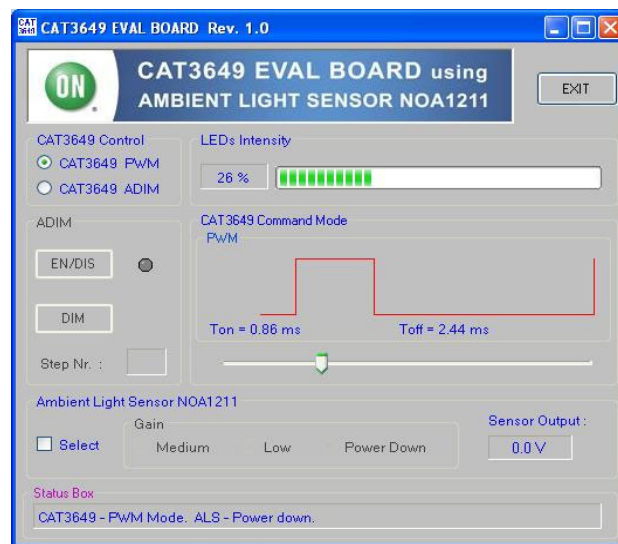 CAT
3649
CAT3649 EVAL BOARD Rev. 1.0
ON
CAT3649 EVAL BOARD using
AMBIENT LIGHT SENSOR NOA1211
EXIT
CAT3649 Control
CAT3649 PWM
CAT3649 ADIM
LEDs Intensity
26 %
ADIM
EN/DIS
DIM
Step Nr. :
CAT3649 Command Mode
PWM
Ton = 0.86 ms
Toff = 2.44 ms
Ambient Light Sensor NOA1211
Select
Gain
Medium
Low
Power Down
Sensor Output :
0.0 V
Status Box
CAT3649 - PWM Mode. ALS - Power down.